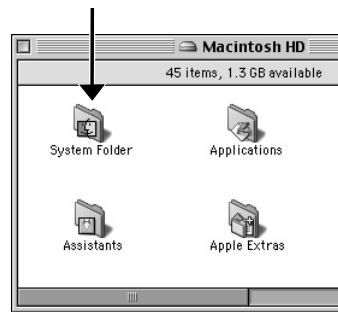 Macintosh HD
45 items, 1.3 GB available
System Folder
Applications
Assistants
Apple Extras